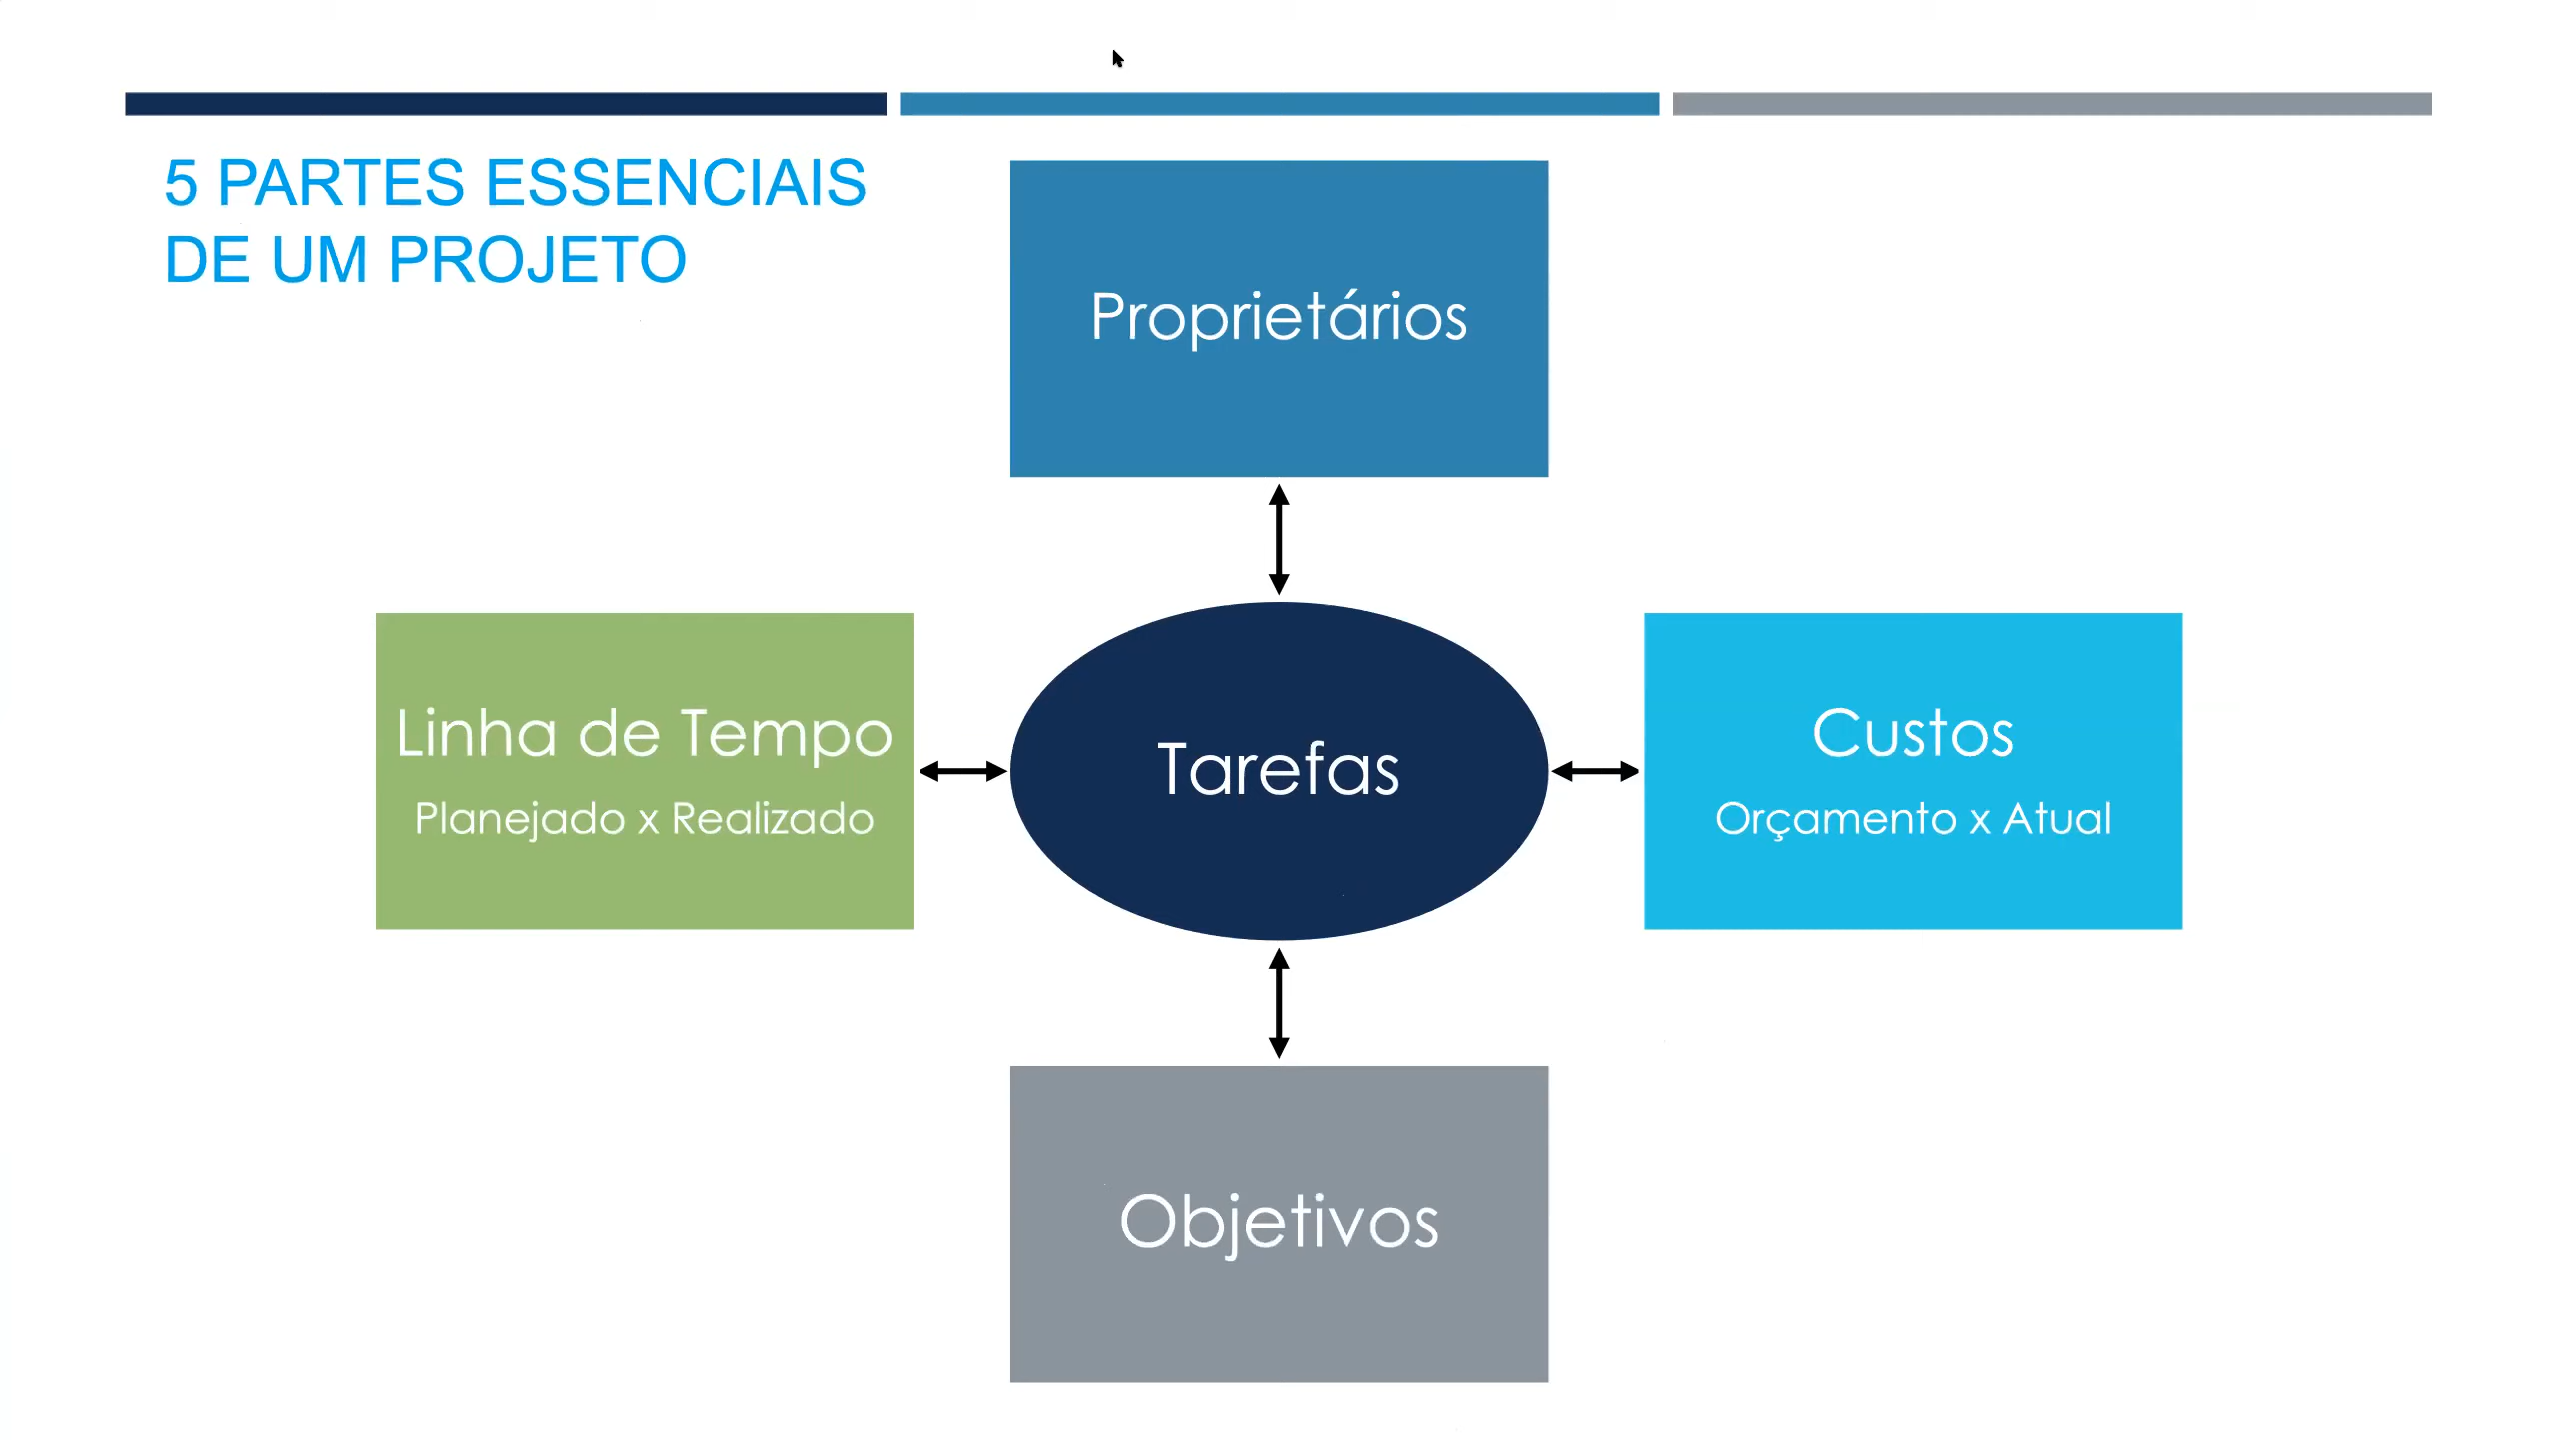 5 PARTES ESSENCIAIS
DE UM PROJETO
Proprietários
Linha de Tempo
Planejado x Realizado
Tarefas
Custos
Orçamento x Atual
Objetivos